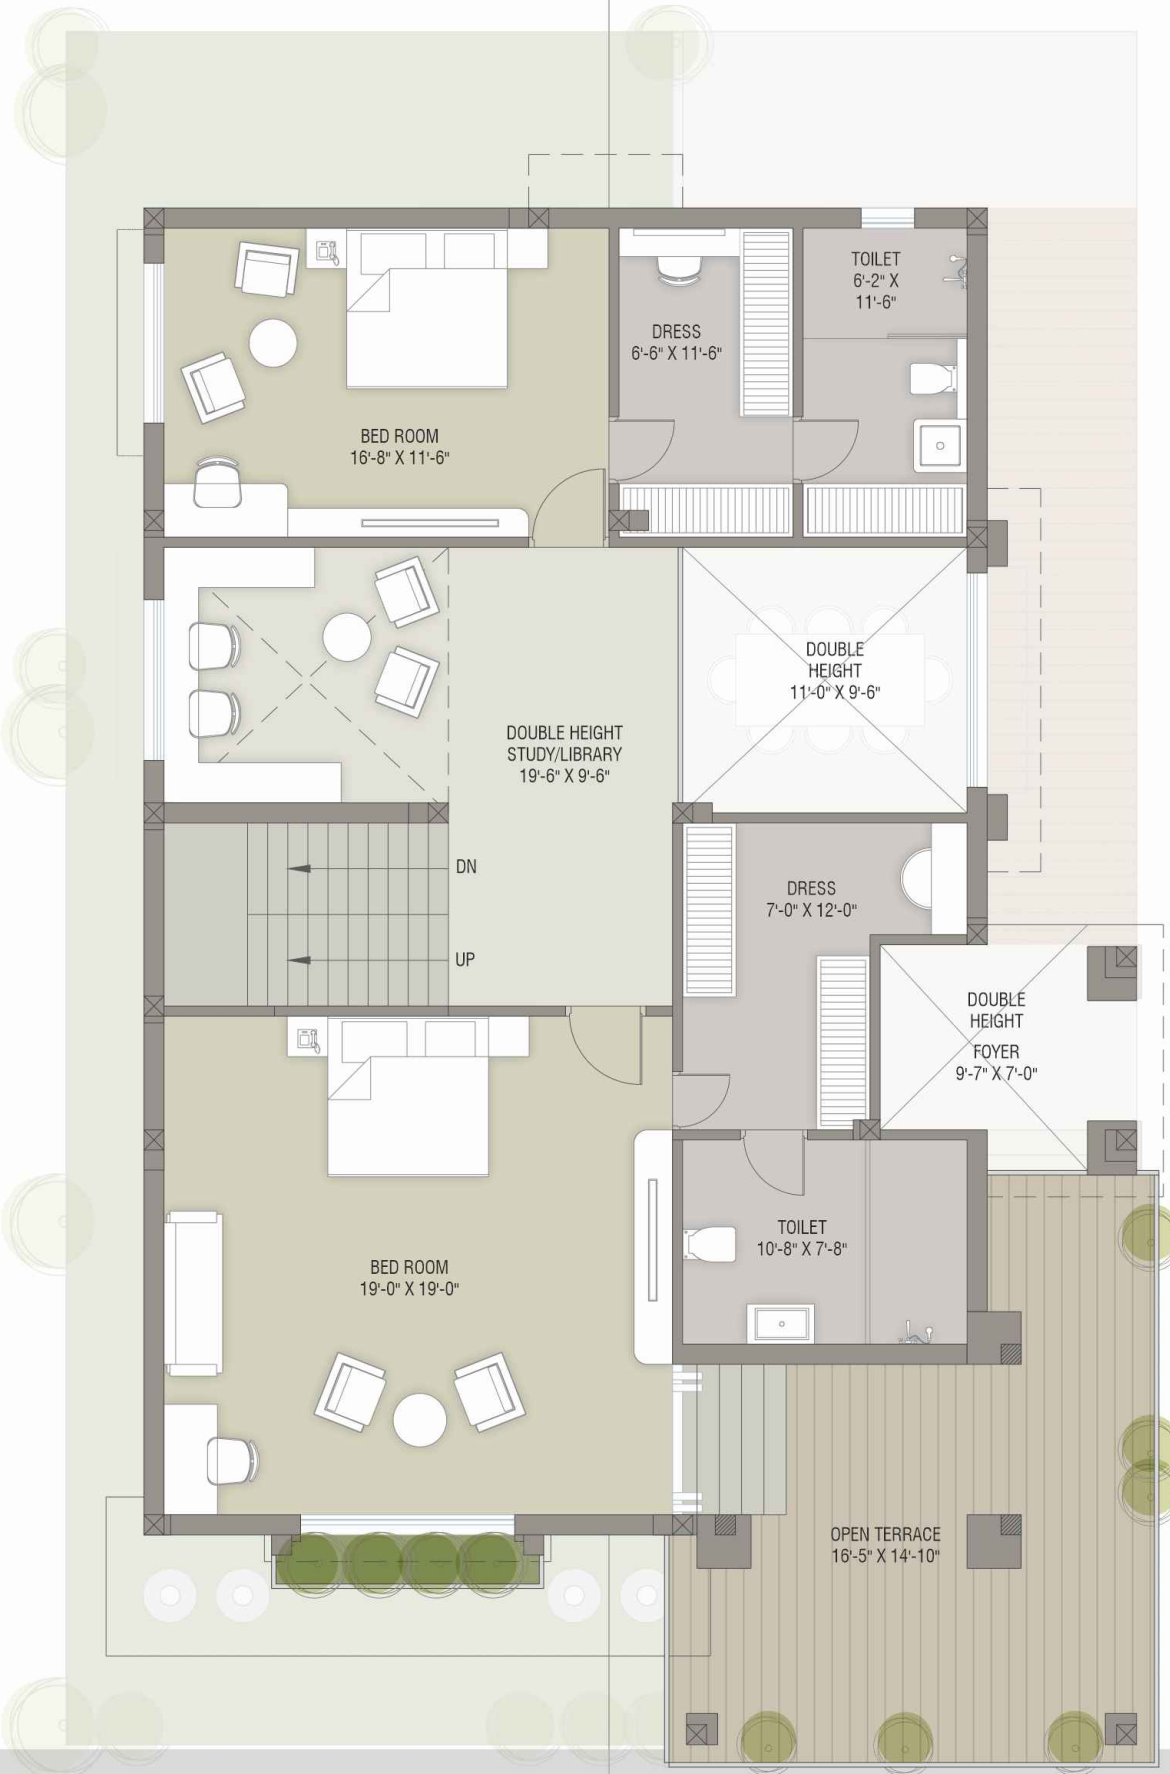 TOILET
6'-2" X
11'-6"
DRESS
6'-6" X 11'-6"
BED ROOM
16'-8" X 11'-6"
DOUBLE
HEIGHT
11'-0" X 9'-6"
DOUBLE HEIGHT
STUDY/LIBRARY
19'-6" X 9'-6"
DN
UP
DRESS
7'-0" X 12'-0"
DOUBLE
HEIGHT
FOYER
9'-7" X 7'-0"
TOILET
10'-8" X 7'-8"
BED ROOM
19'-0" X 19'-0"
OPEN TERRACE
16'-5" X 14'-10"